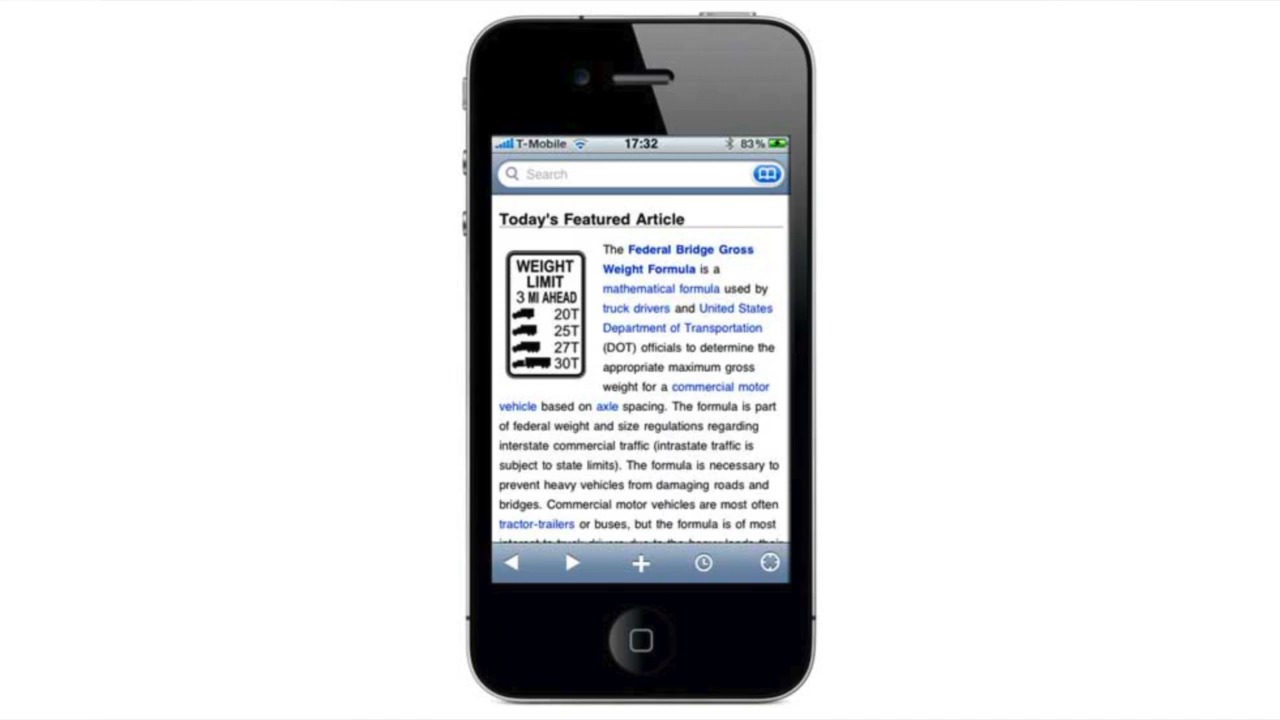 T-Mobile 17:32 83%
Search
Today's Featured Article
WEIGHT
LIMIT
3 MI AHEAD
20T
25T
27T
30T
The Federal Bridge Gross
Weight Formula is a
mathematical formula used by
truck drivers and United States
Department of Transportation
(DOT) officials to determine the
appropriate maximum gross
weight for a commercial motor
vehicle based on axle spacing. The formula is part
of federal weight and size regulations regarding
interstate commercial traffic (intrastate traffic is
subject to state limits). The formula is necessary to
prevent heavy vehicles from damaging roads and
bridges. Commercial motor vehicles are most often
tractor-trailers or buses, but the formula is of most